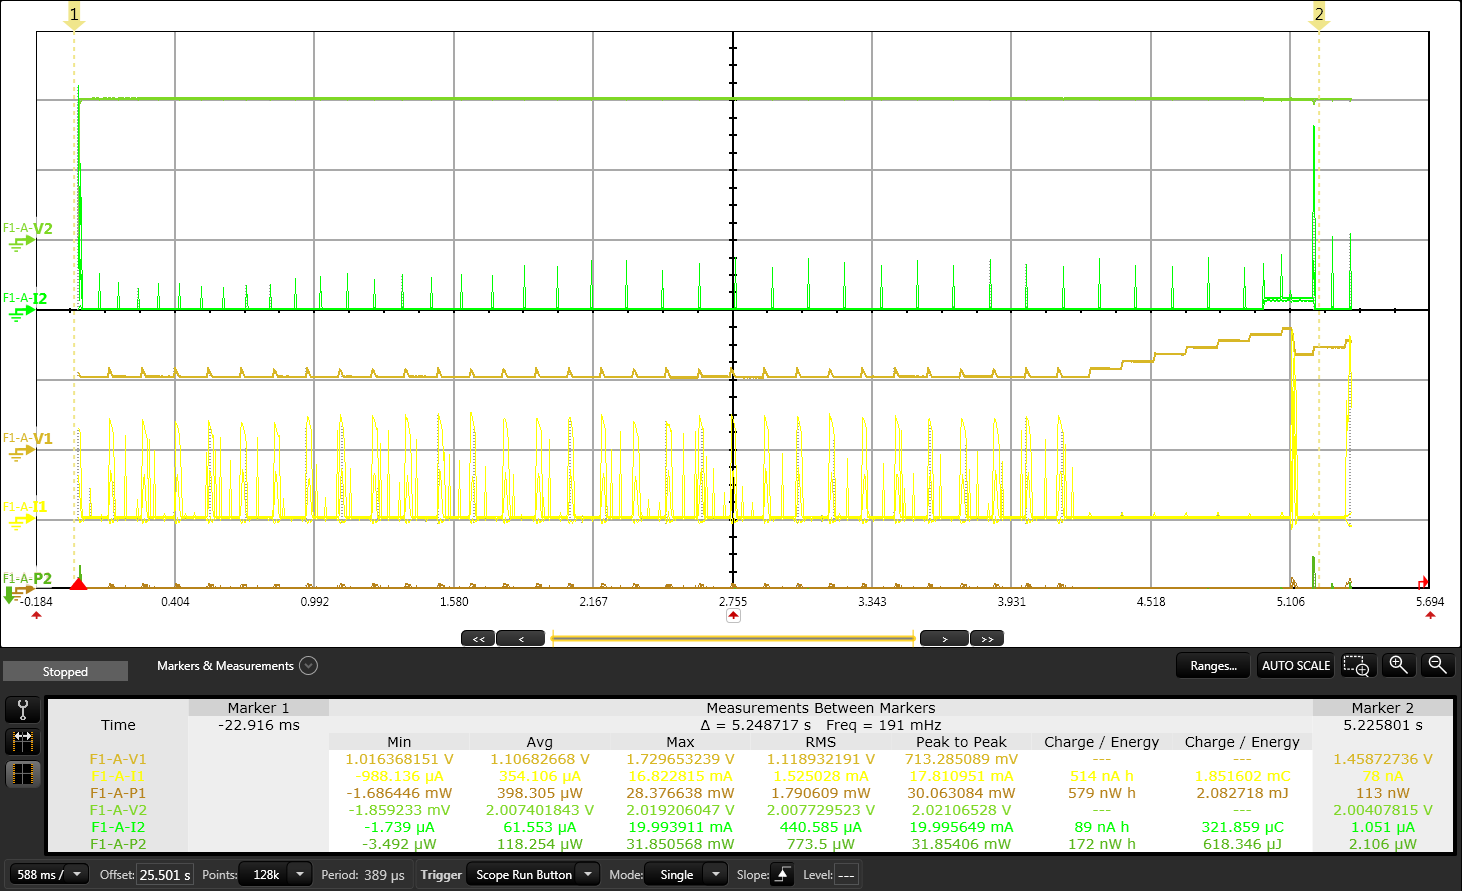 1
2
F1-A-V2
F1-A-I2
F1-A-V1
F1-A-I1
F1-A-P2
-0.184 0.404 0.992 1.580 2.167 2.755 3.343 3.931 4.518 5.106 5.694
<< < > >>
Stopped Markers & Measurements Ranges... AUTO SCALE
Marker 1 Measurements Between Markers Marker 2
Time -22.916 ms Δ = 5.248717 s Freq = 191 mHz 5.225801 s
Min Avg Max RMS Peak to Peak Charge / Energy Charge / Energy
F1-A-V1 1.016368151 V 1.10682668 V 1.729653239 V 1.118932191 V 713.285089 mV --- --- 1.45872736 V
F1-A-I1 -988.136 µA 354.106 µA 16.822815 mA 1.525028 mA 17.810951 mA 514 nA h 1.851602 mC 78 nA
F1-A-P1 -1.686446 mW 398.305 µW 28.376638 mW 1.790609 mW 30.063084 mW 579 nW h 2.082718 mJ 113 nW
F1-A-V2 -1.859233 mV 2.007401843 V 2.019206047 V 2.007729523 V 2.02106528 V --- --- 2.00407815 V
F1-A-I2 -1.739 µA 61.553 µA 19.993911 mA 440.585 µA 19.995649 mA 89 nA h 321.859 µC 1.051 µA
F1-A-P2 -3.492 µW 118.254 µW 31.850568 mW 773.5 µW 31.85406 mW 172 nW h 618.346 µJ 2.106 µW
588 ms / Offset: 25.501 s Points: 128k Period: 389 µs Trigger Scope Run Button Mode: Single Slope: Level: ---